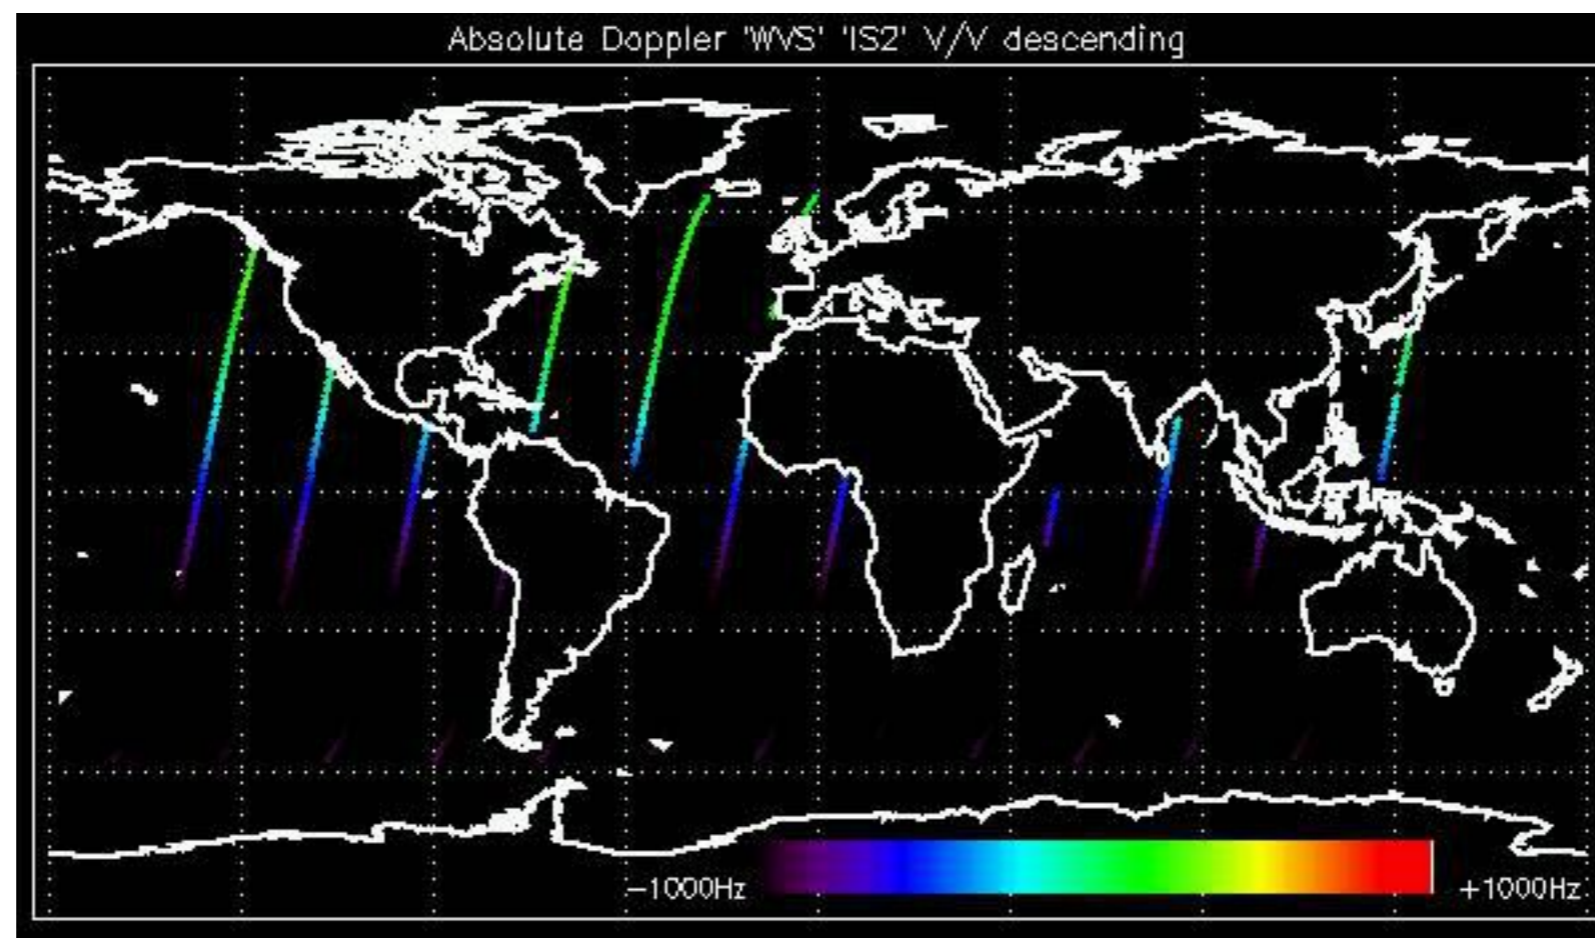 Absolute Doppler 'WVS' 'IS2' V/V descending
−1000Hz
+1000Hz